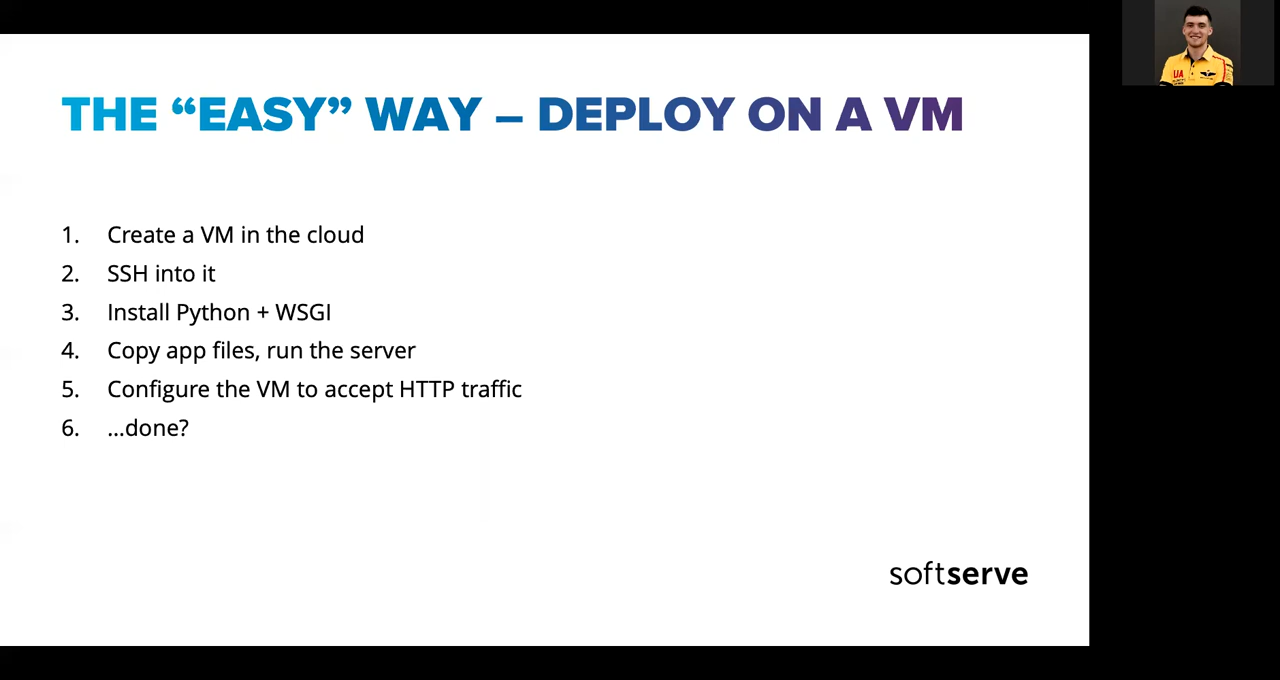 THE “EASY” WAY – DEPLOY ON A VM
1. Create a VM in the cloud
2. SSH into it
3. Install Python + WSGI
4. Copy app files, run the server
5. Configure the VM to accept HTTP traffic
6. ...done?
softserve
UA